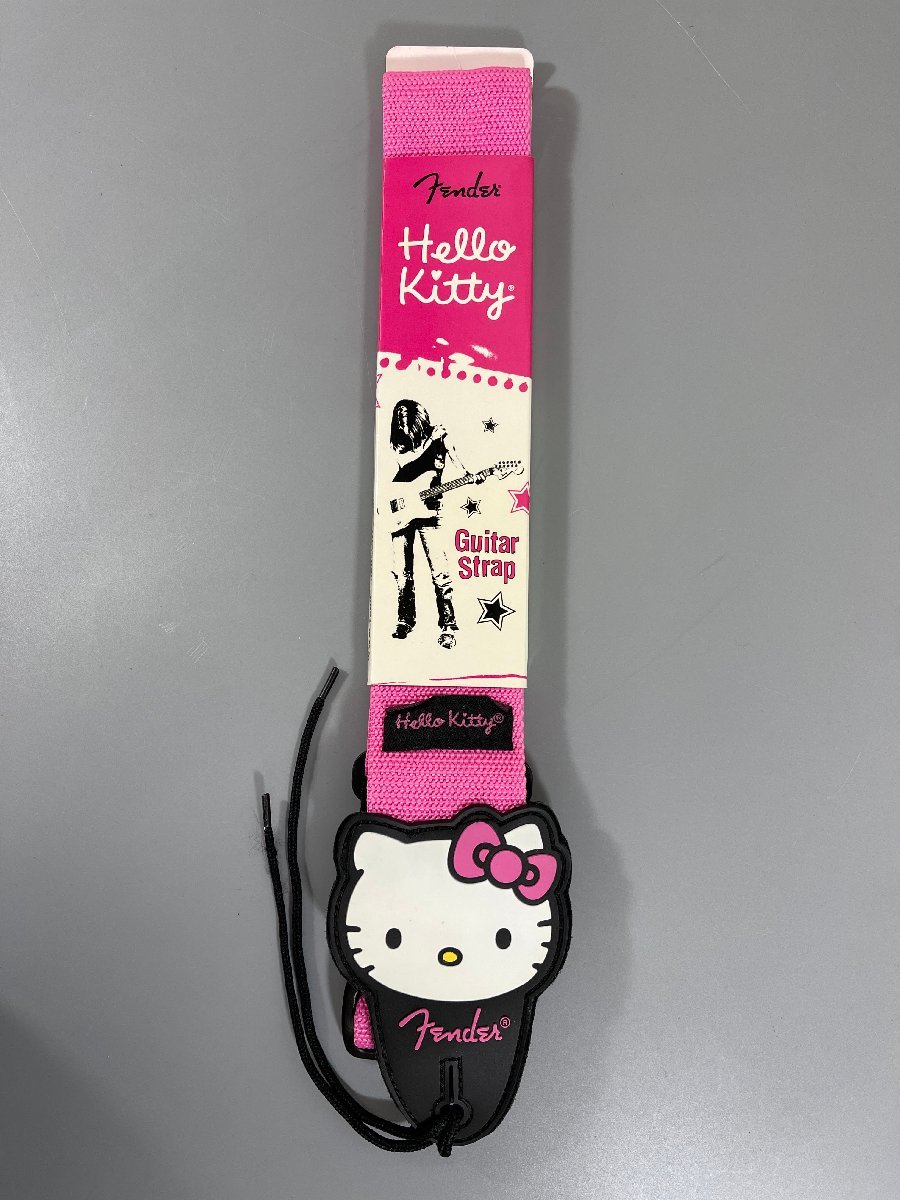 Fender®
Hello
Kitty®
Guitar
Strap
Hello Kitty®
Fender®